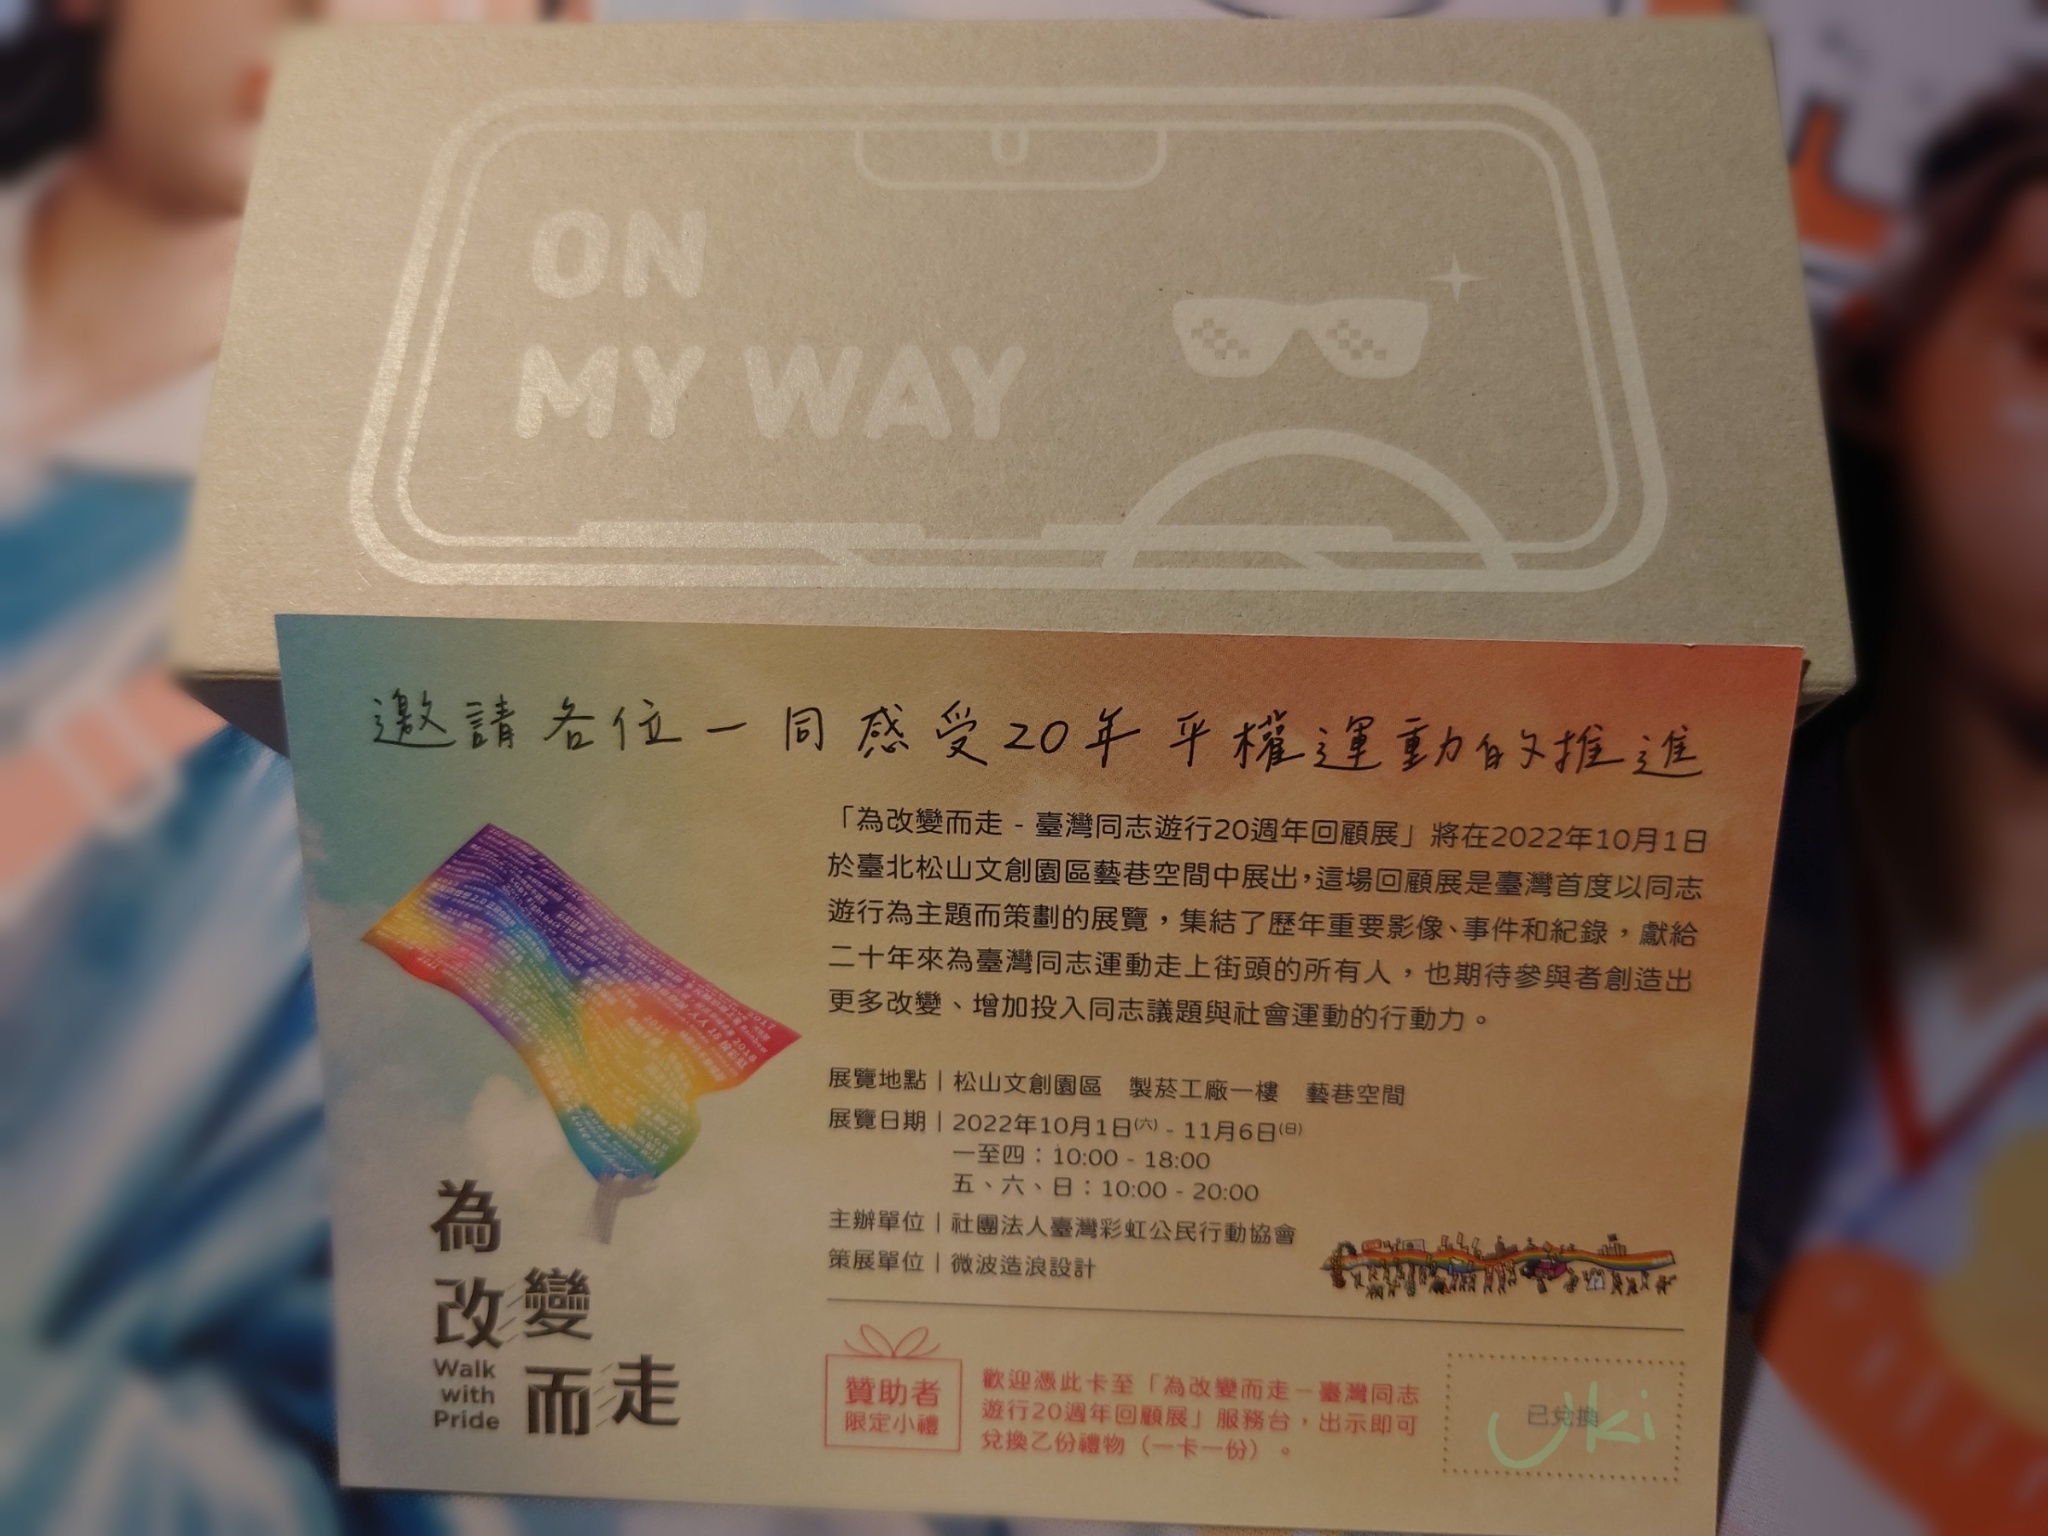 ON
MY WAY
邀請各位一同感受20年平權運動的推進
「為改變而走 - 臺灣同志遊行20週年回顧展」將在2022年10月1日
於臺北松山文創園區藝巷空間中展出,這場回顧展是臺灣首度以同志
遊行為主題而策劃的展覽，集結了歷年重要影像、事件和紀錄，獻給
二十年來為臺灣同志運動走上街頭的所有人，也期待參與者創造出
更多改變、增加投入同志議題與社會運動的行動力。
展覽地點｜松山文創園區 製菸工廠一樓 藝巷空間
展覽日期｜2022年10月1日(六) - 11月6日(日)
一至四：10:00 - 18:00
五、六、日：10:00 - 20:00
主辦單位｜社團法人臺灣彩虹公民行動協會
策展單位｜微波造浪設計
為
改變
而走
Walk
with
Pride
贊助者
限定小禮
歡迎憑此卡至「為改變而走－臺灣同志
遊行20週年回顧展」服務台，出示即可
兌換乙份禮物（一卡一份）。
已兌換
Uki